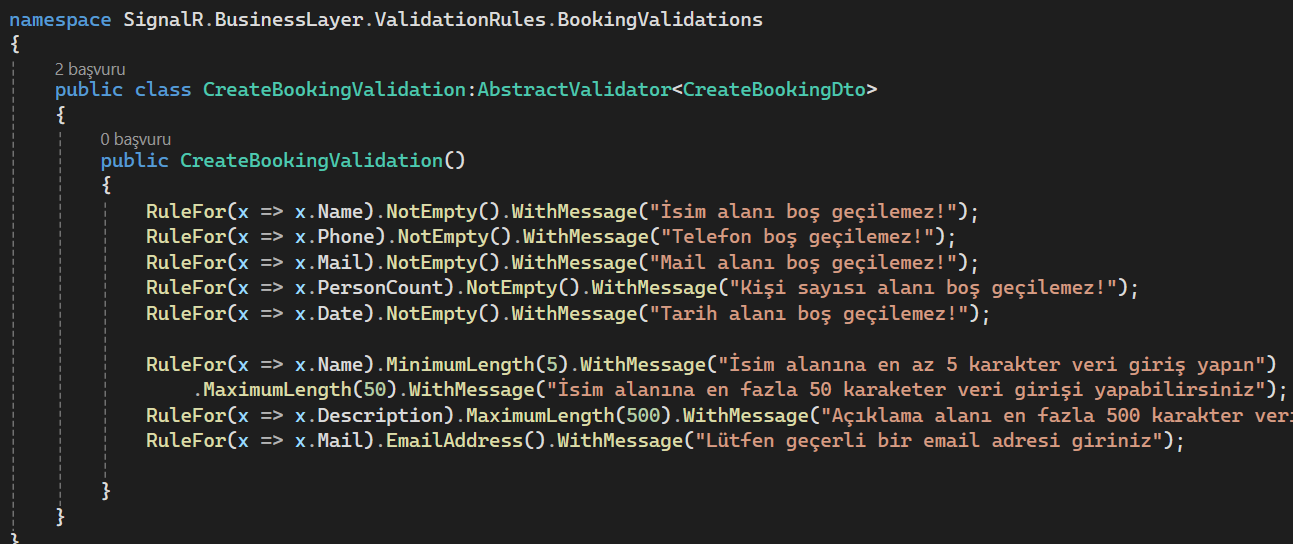 namespace SignalR.BusinessLayer.ValidationRules.BookingValidations
{
2 başvuru
public class CreateBookingValidation:AbstractValidator<CreateBookingDto>
{
0 başvuru
public CreateBookingValidation()
{
RuleFor(x => x.Name).NotEmpty().WithMessage("İsim alanı boş geçilemez!");
RuleFor(x => x.Phone).NotEmpty().WithMessage("Telefon boş geçilemez!");
RuleFor(x => x.Mail).NotEmpty().WithMessage("Mail alanı boş geçilemez!");
RuleFor(x => x.PersonCount).NotEmpty().WithMessage("Kişi sayısı alanı boş geçilemez!");
RuleFor(x => x.Date).NotEmpty().WithMessage("Tarih alanı boş geçilemez!");
RuleFor(x => x.Name).MinimumLength(5).WithMessage("İsim alanına en az 5 karakter veri giriş yapın")
.MaximumLength(50).WithMessage("İsim alanına en fazla 50 karaketer veri girişi yapabilirsiniz");
RuleFor(x => x.Description).MaximumLength(500).WithMessage("Açıklama alanı en fazla 500 karakter veri
RuleFor(x => x.Mail).EmailAddress().WithMessage("Lütfen geçerli bir email adresi giriniz");
}
}
}